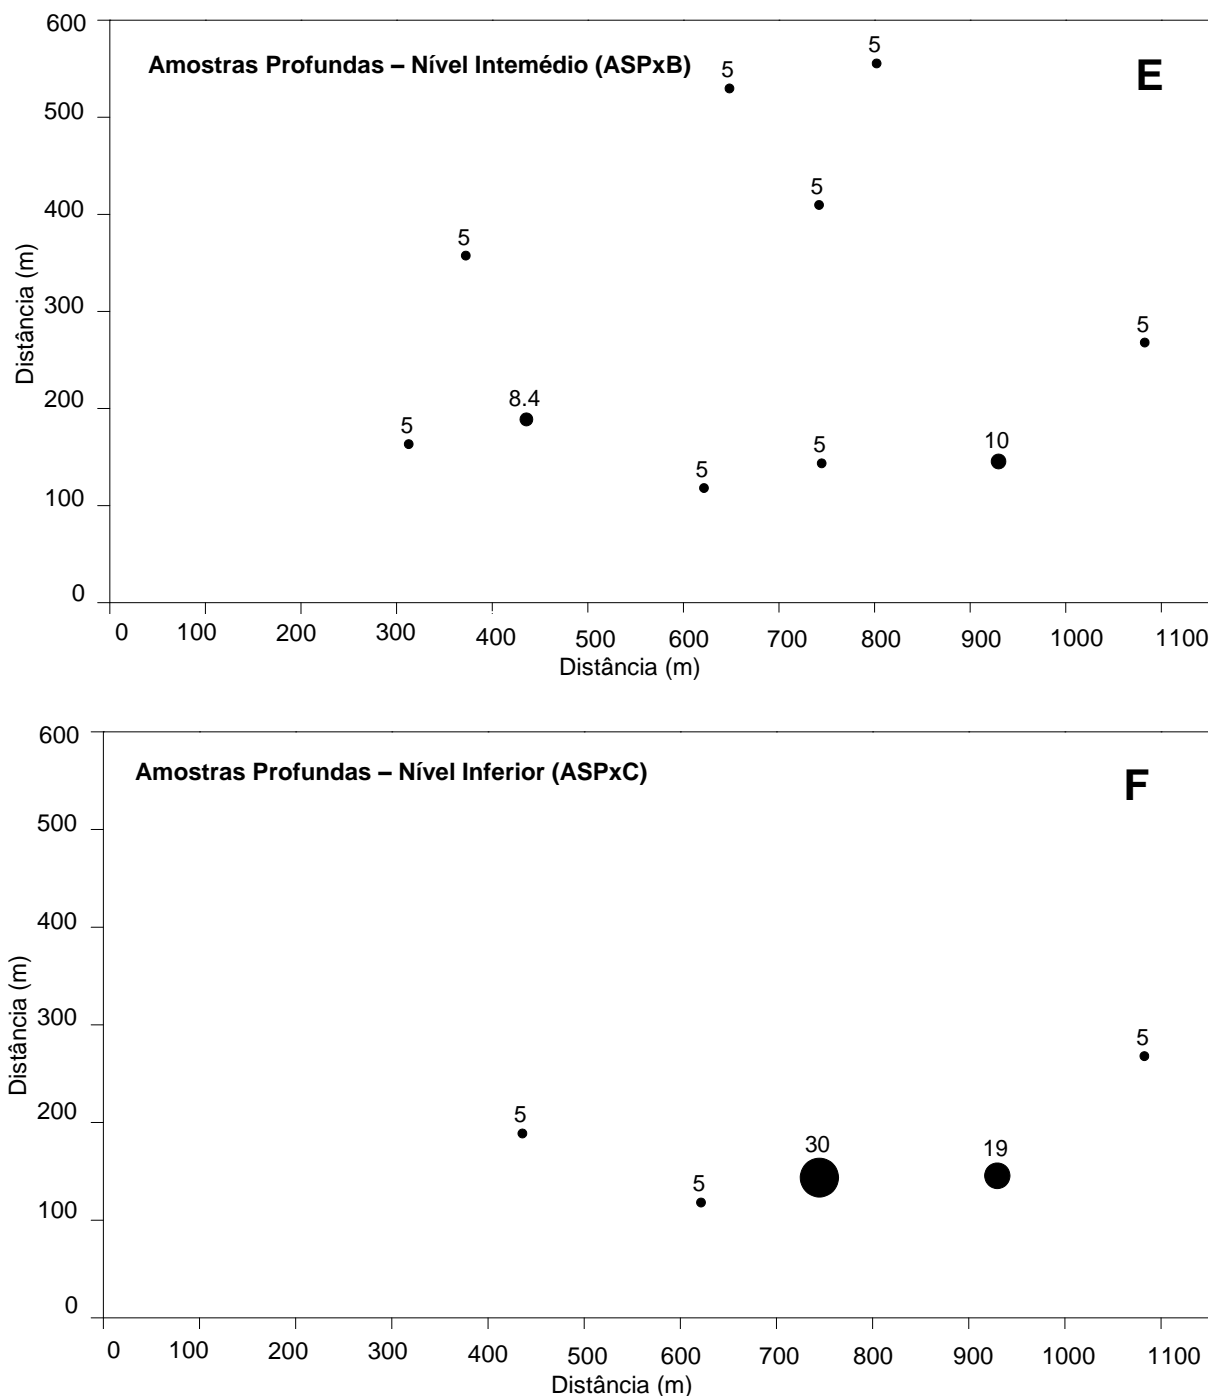 600
Amostras Profundas – Nível Intemédio (ASPxB)
E
5
5
500
5
400
5
300
5
8.4
200
5
5
5
10
100
0
Distância (m)
0 100 200 300 400 500 600 700 800 900 1000 1100
Distância (m)
600
Amostras Profundas – Nível Inferior (ASPxC)
F
500
400
300
5
200
5
5
30
19
100
0
Distância (m)
0 100 200 300 400 500 600 700 800 900 1000 1100
Distância (m)